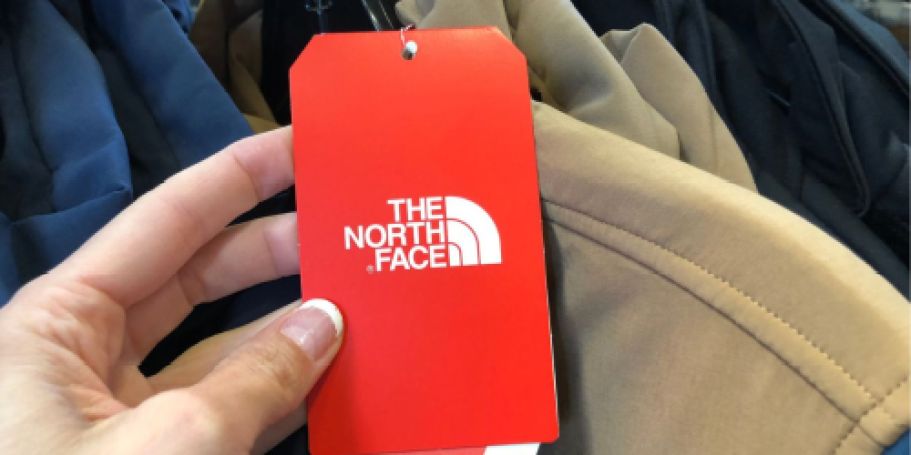 THE
NORTH
®FACE